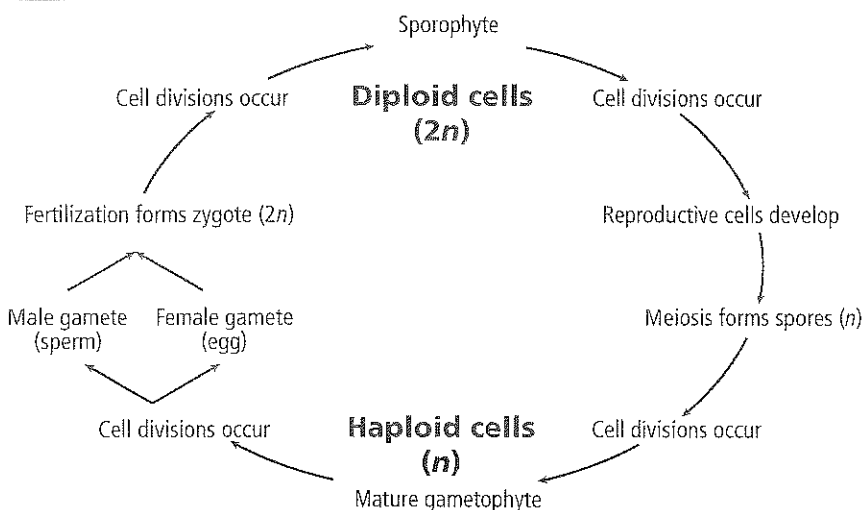 Sporophyte
Cell divisions occur
Diploid cells
(2n)
Cell divisions occur
Fertilization forms zygote (2n)
Reproductive cells develop
Male gamete
(sperm)
Female gamete
(egg)
Meiosis forms spores (n)
Cell divisions occur
Haploid cells
(n)
Cell divisions occur
Mature gametophyte